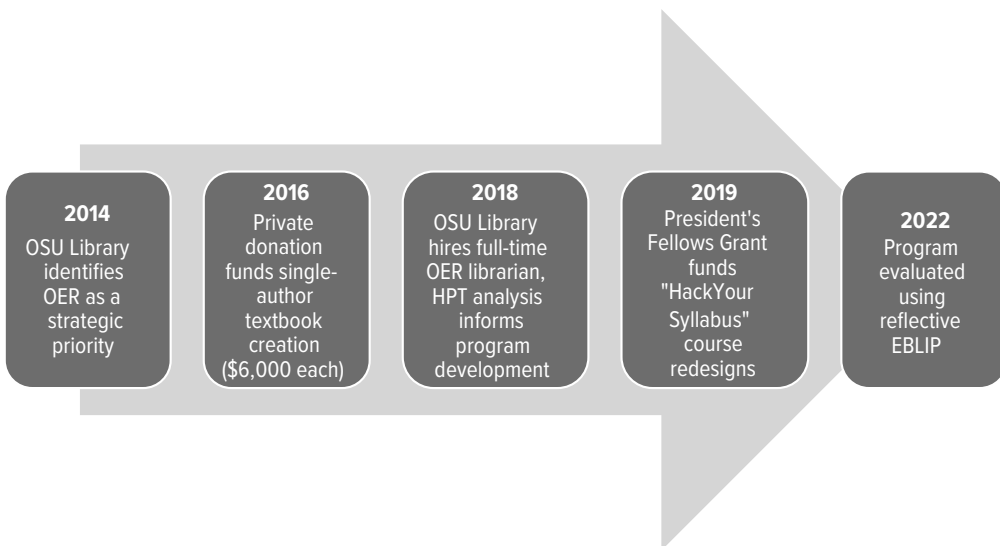 2014
OSU Library
identifies
OER as a
strategic
priority
2016
Private
donation
funds single-
author
textbook
creation
($6,000 each)
2018
OSU Library
hires full-time
OER librarian,
HPT analysis
informs
program
development
2019
President's
Fellows Grant
funds
"HackYour
Syllabus"
course
redesigns
2022
Program
evaluated
using
reflective
EBLIP